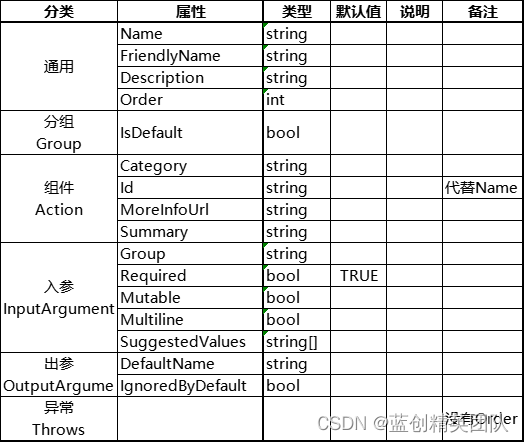 分类 属性 类型 默认值 说明 备注
通用 Name string
FriendlyName string
Description string
Order int
分组 Group IsDefault bool
组件 Action Category string
Id string 代替Name
MoreInfoUrl string
Summary string
入参 InputArgument Group string
Required bool TRUE
Mutable bool
Multiline bool
SuggestedValues string[]
出参 OutputArgume DefaultName string
IgnoredByDefault bool
异常 Throws 没有Order
CSDN @蓝创精英团队